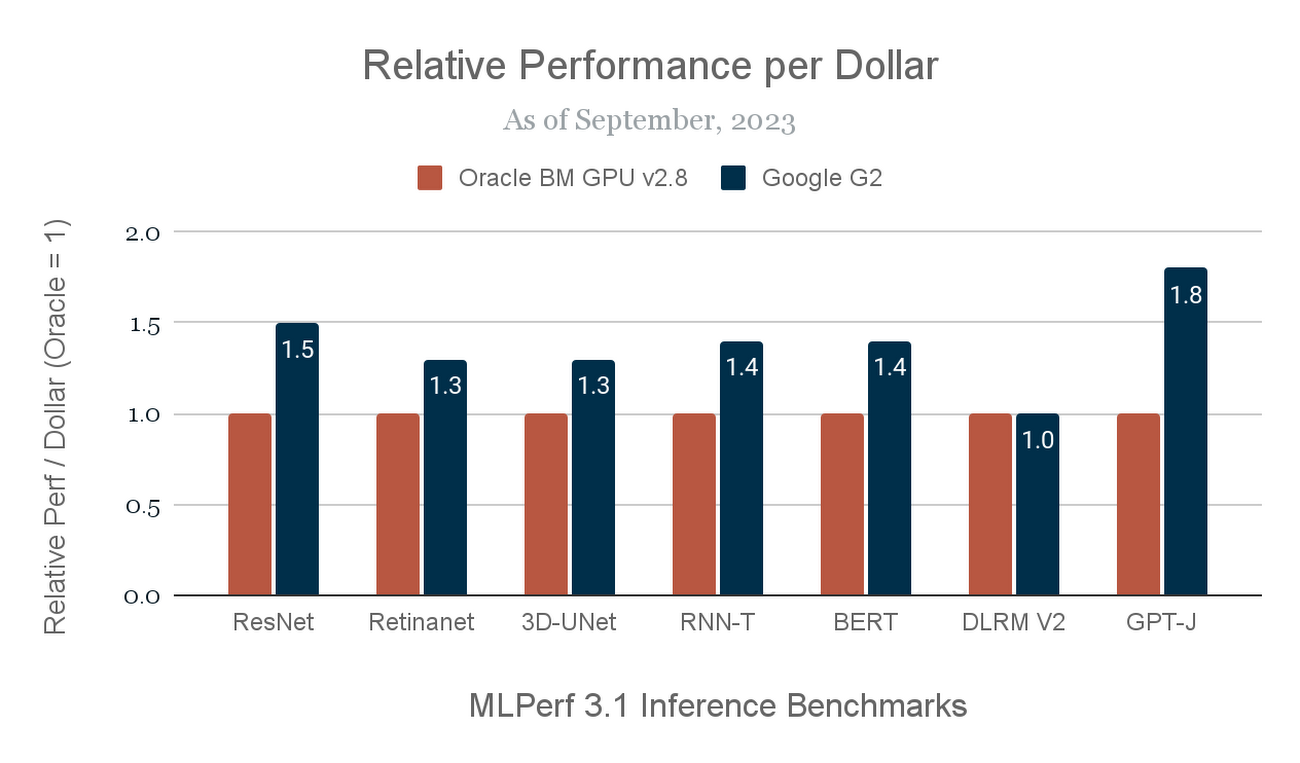 Relative Performance per Dollar
As of September, 2023
Oracle BM GPU v2.8
Google G2
Relative Perf / Dollar (Oracle = 1)
2.0
1.5
1.0
0.5
0.0
1.5
1.3
1.3
1.4
1.4
1.0
1.8
ResNet
Retinanet
3D-UNet
RNN-T
BERT
DLRM V2
GPT-J
MLPerf 3.1 Inference Benchmarks